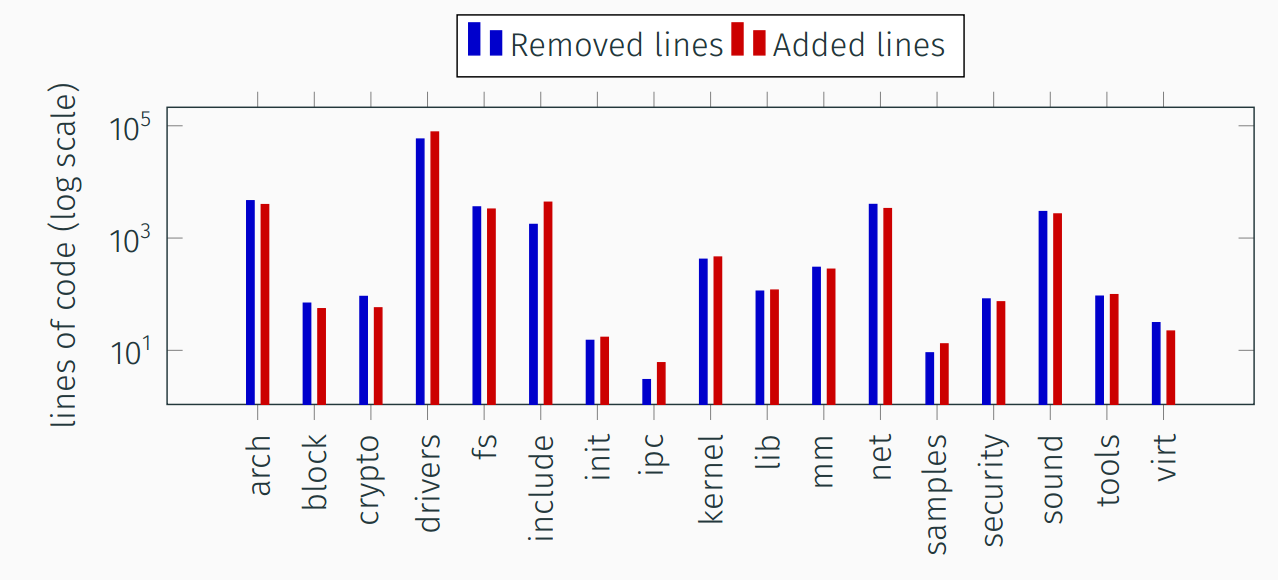 Removed lines Added lines
lines of code (log scale)
10^5
10^3
10^1
arch
block
crypto
drivers
fs
include
init
ipc
kernel
lib
mm
net
samples
security
sound
tools
virt